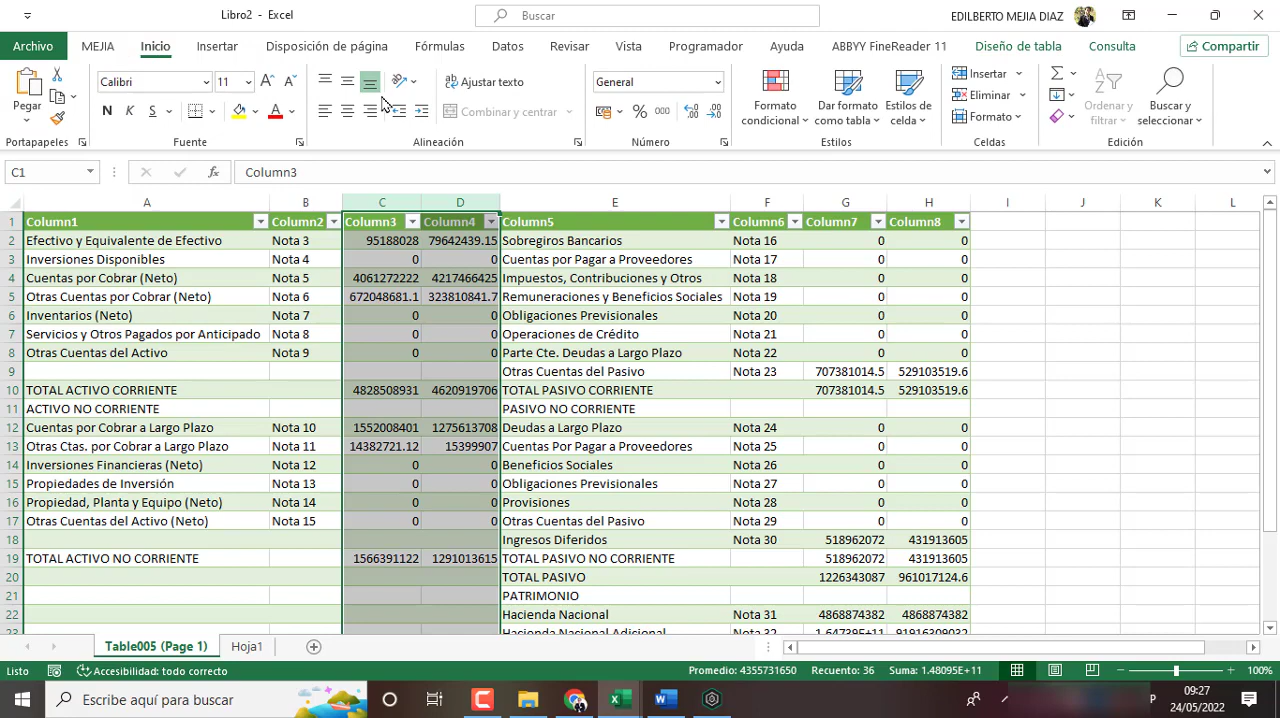 Libro2 - Excel
Buscar
EDILBERTO MEJIA DIAZ
Archivo MEJIA Inicio Insertar Disposición de página Fórmulas Datos Revisar Vista Programador Ayuda ABBYY FineReader 11 Diseño de tabla Consulta Compartir
Pegar
Calibri 11
N K S
Ajustar texto
Combinar y centrar
General
% 000
Formato condicional
Dar formato como tabla
Estilos de celda
Insertar
Eliminar
Formato
Ordenar y filtrar
Buscar y seleccionar
Portapapeles Fuente Alineación Número Estilos Celdas Edición
C1 fx Column3
A B C D E F G H I J K L
1 Column1 Column2 Column3 Column4 Column5 Column6 Column7 Column8
2 Efectivo y Equivalente de Efectivo Nota 3 95188028 79642439.15 Sobregiros Bancarios Nota 16 0 0
3 Inversiones Disponibles Nota 4 0 0 Cuentas por Pagar a Proveedores Nota 17 0 0
4 Cuentas por Cobrar (Neto) Nota 5 4061272222 4217466425 Impuestos, Contribuciones y Otros Nota 18 0 0
5 Otras Cuentas por Cobrar (Neto) Nota 6 672048681.1 323810841.7 Remuneraciones y Beneficios Sociales Nota 19 0 0
6 Inventarios (Neto) Nota 7 0 0 Obligaciones Previsionales Nota 20 0 0
7 Servicios y Otros Pagados por Anticipado Nota 8 0 0 Operaciones de Crédito Nota 21 0 0
8 Otras Cuentas del Activo Nota 9 0 0 Parte Cte. Deudas a Largo Plazo Nota 22 0 0
9 Otras Cuentas del Pasivo Nota 23 707381014.5 529103519.6
10 TOTAL ACTIVO CORRIENTE 4828508931 4620919706 TOTAL PASIVO CORRIENTE 707381014.5 529103519.6
11 ACTIVO NO CORRIENTE PASIVO NO CORRIENTE
12 Cuentas por Cobrar a Largo Plazo Nota 10 1552008401 1275613708 Deudas a Largo Plazo Nota 24 0 0
13 Otras Ctas. por Cobrar a Largo Plazo Nota 11 14382721.12 15399907 Cuentas Por Pagar a Proveedores Nota 25 0 0
14 Inversiones Financieras (Neto) Nota 12 0 0 Beneficios Sociales Nota 26 0 0
15 Propiedades de Inversión Nota 13 0 0 Obligaciones Previsionales Nota 27 0 0
16 Propiedad, Planta y Equipo (Neto) Nota 14 0 0 Provisiones Nota 28 0 0
17 Otras Cuentas del Activo (Neto) Nota 15 0 0 Otras Cuentas del Pasivo Nota 29 0 0
18 Ingresos Diferidos Nota 30 518962072 431913605
19 TOTAL ACTIVO NO CORRIENTE 1566391122 1291013615 TOTAL PASIVO NO CORRIENTE 518962072 431913605
20 TOTAL PASIVO 1226343087 961017124.6
21 PATRIMONIO
22 Hacienda Nacional Nota 31 4868874382 4868874382
23 Hacienda Nacional Adicional Nota 32 1.64739E+11 91916309032
Table005 (Page 1) Hoja1
Listo Accesibilidad: todo correcto Promedio: 4355731650 Recuento: 36 Suma: 1.48095E+11 100%
Escribe aquí para buscar
P
09:27
24/05/2022